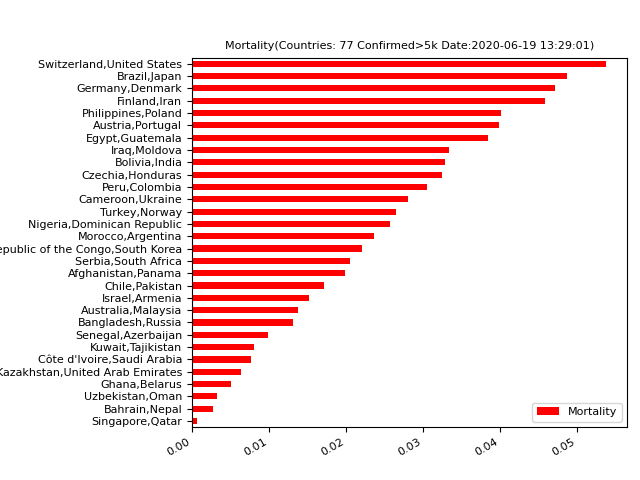 Mortality(Countries: 77 Confirmed>5k Date:2020-06-19 13:29:01)
Switzerland,United States
Brazil,Japan
Germany,Denmark
Finland,Iran
Philippines,Poland
Austria,Portugal
Egypt,Guatemala
Iraq,Moldova
Bolivia,India
Czechia,Honduras
Peru,Colombia
Cameroon,Ukraine
Turkey,Norway
Nigeria,Dominican Republic
Morocco,Argentina
epublic of the Congo,South Korea
Serbia,South Africa
Afghanistan,Panama
Chile,Pakistan
Israel,Armenia
Australia,Malaysia
Bangladesh,Russia
Senegal,Azerbaijan
Kuwait,Tajikistan
Côte d'Ivoire,Saudi Arabia
Kazakhstan,United Arab Emirates
Ghana,Belarus
Uzbekistan,Oman
Bahrain,Nepal
Singapore,Qatar
Mortality
0.00 0.01 0.02 0.03 0.04 0.05